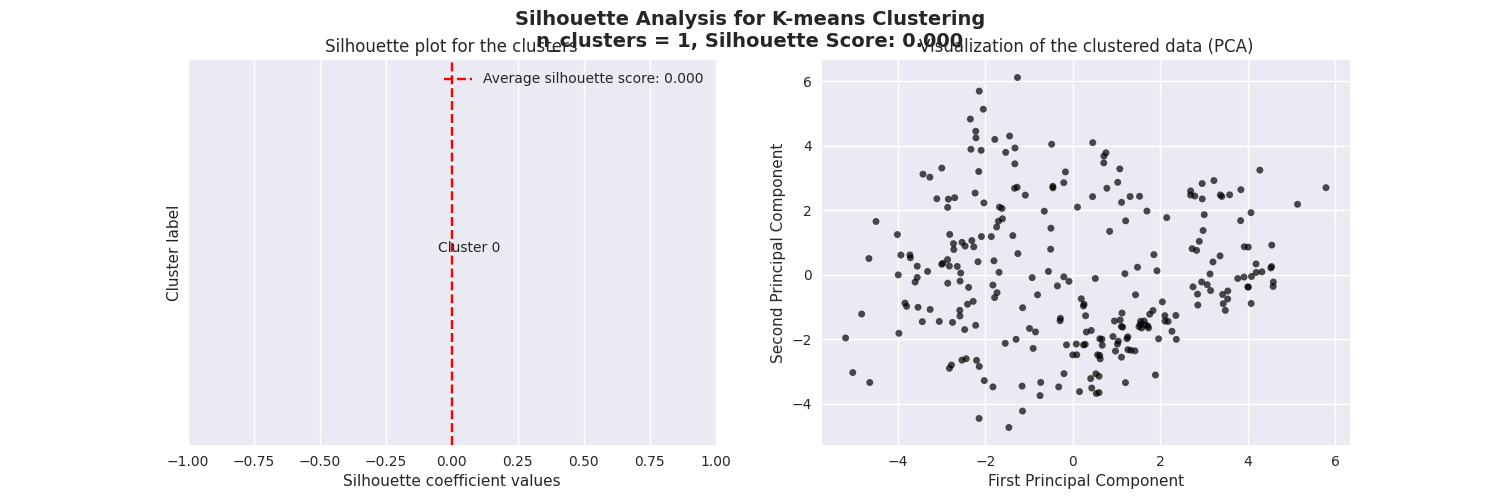 Silhouette Analysis for K-means Clustering
n_clusters = 1, Silhouette Score: 0.000
Silhouette plot for the clusters
Visualization of the clustered data (PCA)
Average silhouette score: 0.000
Cluster label
Cluster 0
−1.00 −0.75 −0.50 −0.25 0.00 0.25 0.50 0.75 1.00
Silhouette coefficient values
Second Principal Component
6
4
2
0
−2
−4
−4 −2 0 2 4 6
First Principal Component